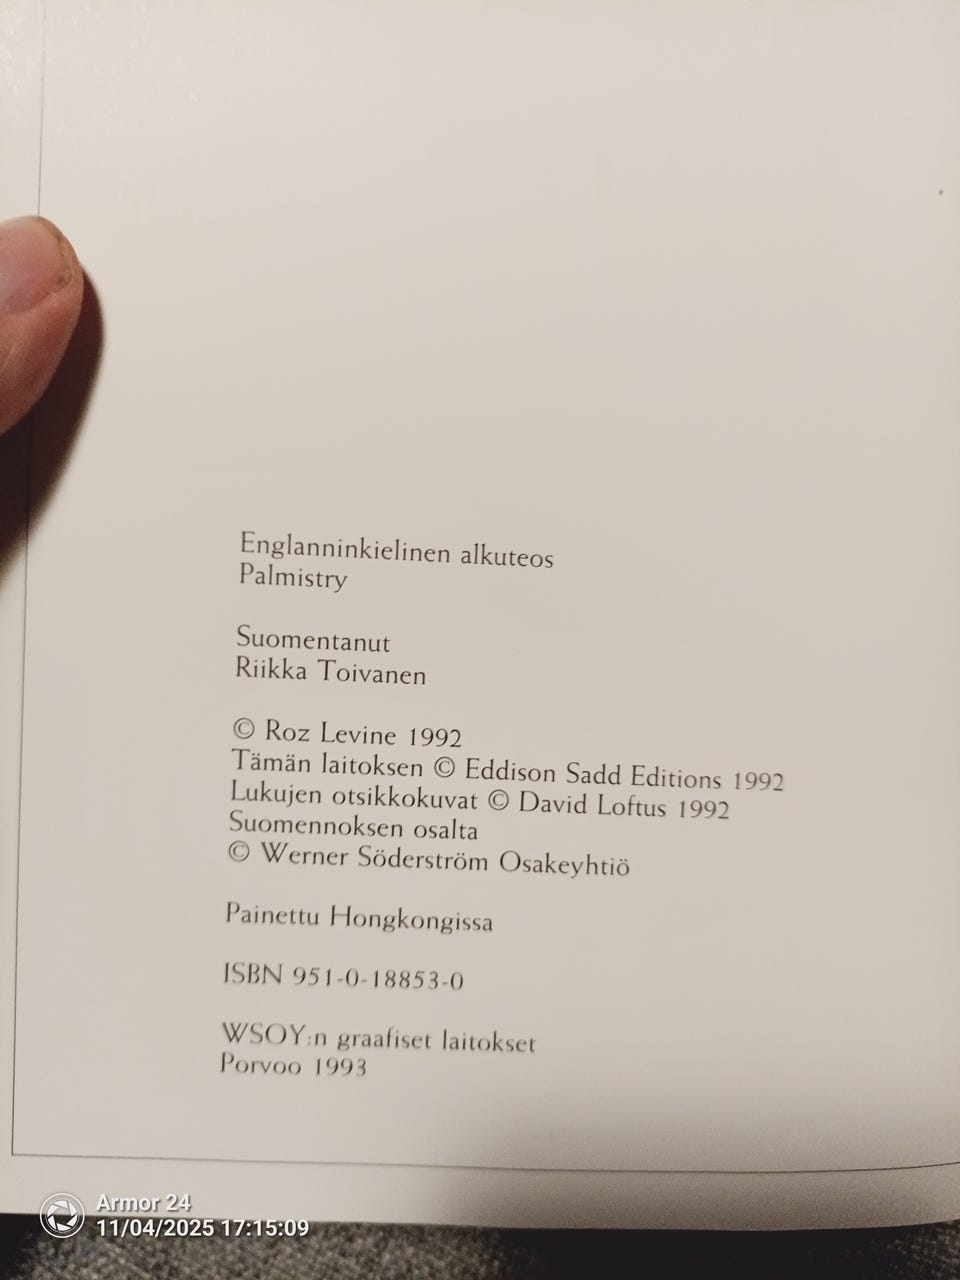 Englanninkielinen alkuteos
Palmistry
Suomentanut
Riikka Toivanen
© Roz Levine 1992
Tämän laitoksen © Eddison Sadd Editions 1992
Lukujen otsikkokuvat © David Loftus 1992
Suomennoksen osalta
© Werner Söderström Osakeyhtiö
Painettu Hongkongissa
ISBN 951-0-18853-0
WSOY:n graafiset laitokset
Porvoo 1993
Armor 24
11/04/2025 17:15:09